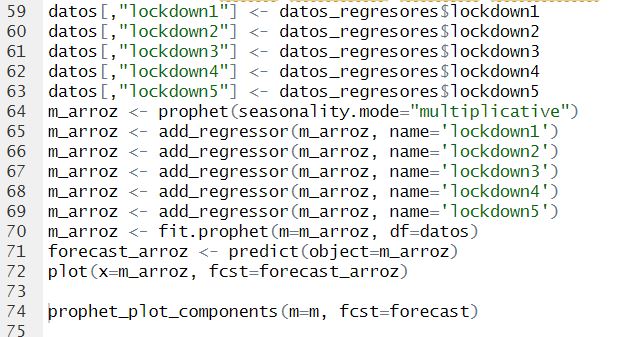 59 datos[,"lockdown1"] <- datos_regresores$lockdown1
60 datos[,"lockdown2"] <- datos_regresores$lockdown2
61 datos[,"lockdown3"] <- datos_regresores$lockdown3
62 datos[,"lockdown4"] <- datos_regresores$lockdown4
63 datos[,"lockdown5"] <- datos_regresores$lockdown5
64 m_arroz <- prophet(seasonality.mode="multiplicative")
65 m_arroz <- add_regressor(m_arroz, name='lockdown1')
66 m_arroz <- add_regressor(m_arroz, name='lockdown2')
67 m_arroz <- add_regressor(m_arroz, name='lockdown3')
68 m_arroz <- add_regressor(m_arroz, name='lockdown4')
69 m_arroz <- add_regressor(m_arroz, name='lockdown5')
70 m_arroz <- fit.prophet(m=m_arroz, df=datos)
71 forecast_arroz <- predict(object=m_arroz)
72 plot(x=m_arroz, fcst=forecast_arroz)
73
74 prophet_plot_components(m=m, fcst=forecast)
75